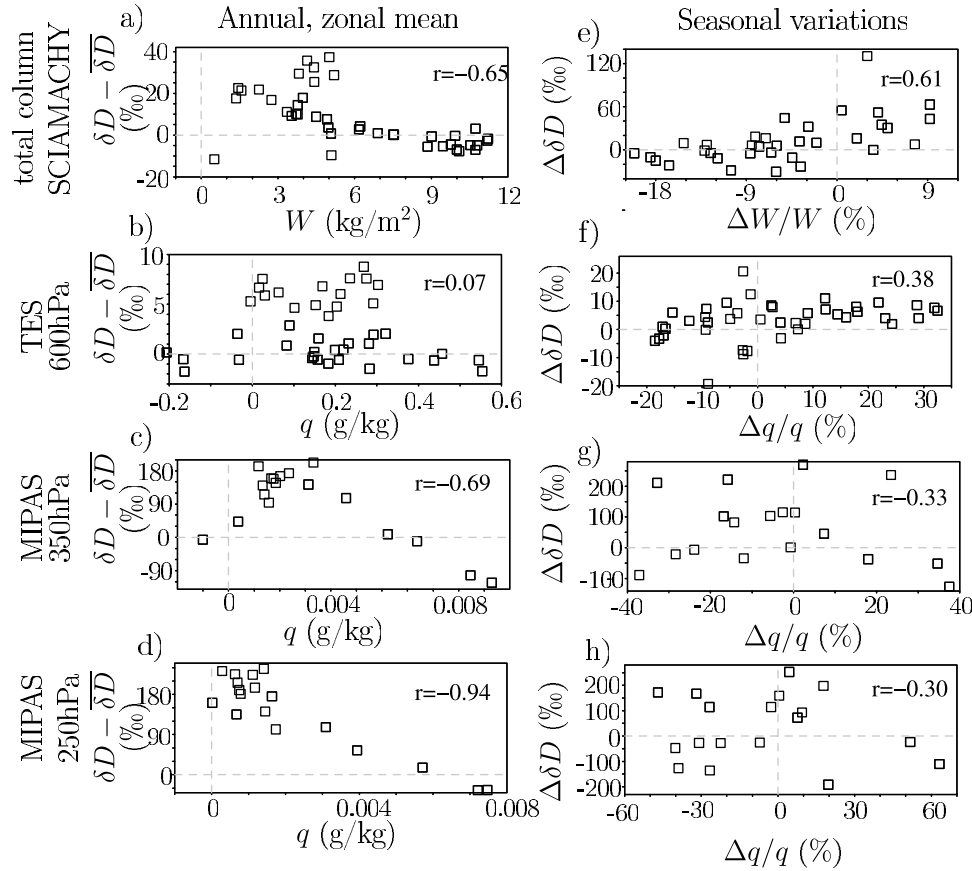 Annual, zonal mean
Seasonal variations
total column
SCIAMACHY
a)
δD − δD
(‰)
40
20
0
-20
r=−0.65
0
3
6
9
12
W (kg/m²)
e)
ΔδD (‰)
120
60
0
r=0.61
-18
-9
0
9
ΔW/W (%)
TES
600hPa
b)
δD − δD
(‰)
10
5
0
r=0.07
-0.2
0
0.2
0.4
0.6
q (g/kg)
f)
ΔδD (‰)
20
10
0
-10
-20
r=0.38
-20
-10
0
10
20
30
Δq/q (%)
MIPAS
350hPa
c)
δD − δD
(‰)
180
90
0
-90
r=−0.69
0
0.004
0.008
q (g/kg)
g)
ΔδD (‰)
200
100
0
-100
r=−0.33
-40
-20
0
20
40
Δq/q (%)
MIPAS
250hPa
d)
δD − δD
(‰)
180
90
0
r=−0.94
0
0.004
0.008
q (g/kg)
h)
ΔδD (‰)
200
100
0
-100
-200
r=−0.30
-60
-30
0
30
60
Δq/q (%)